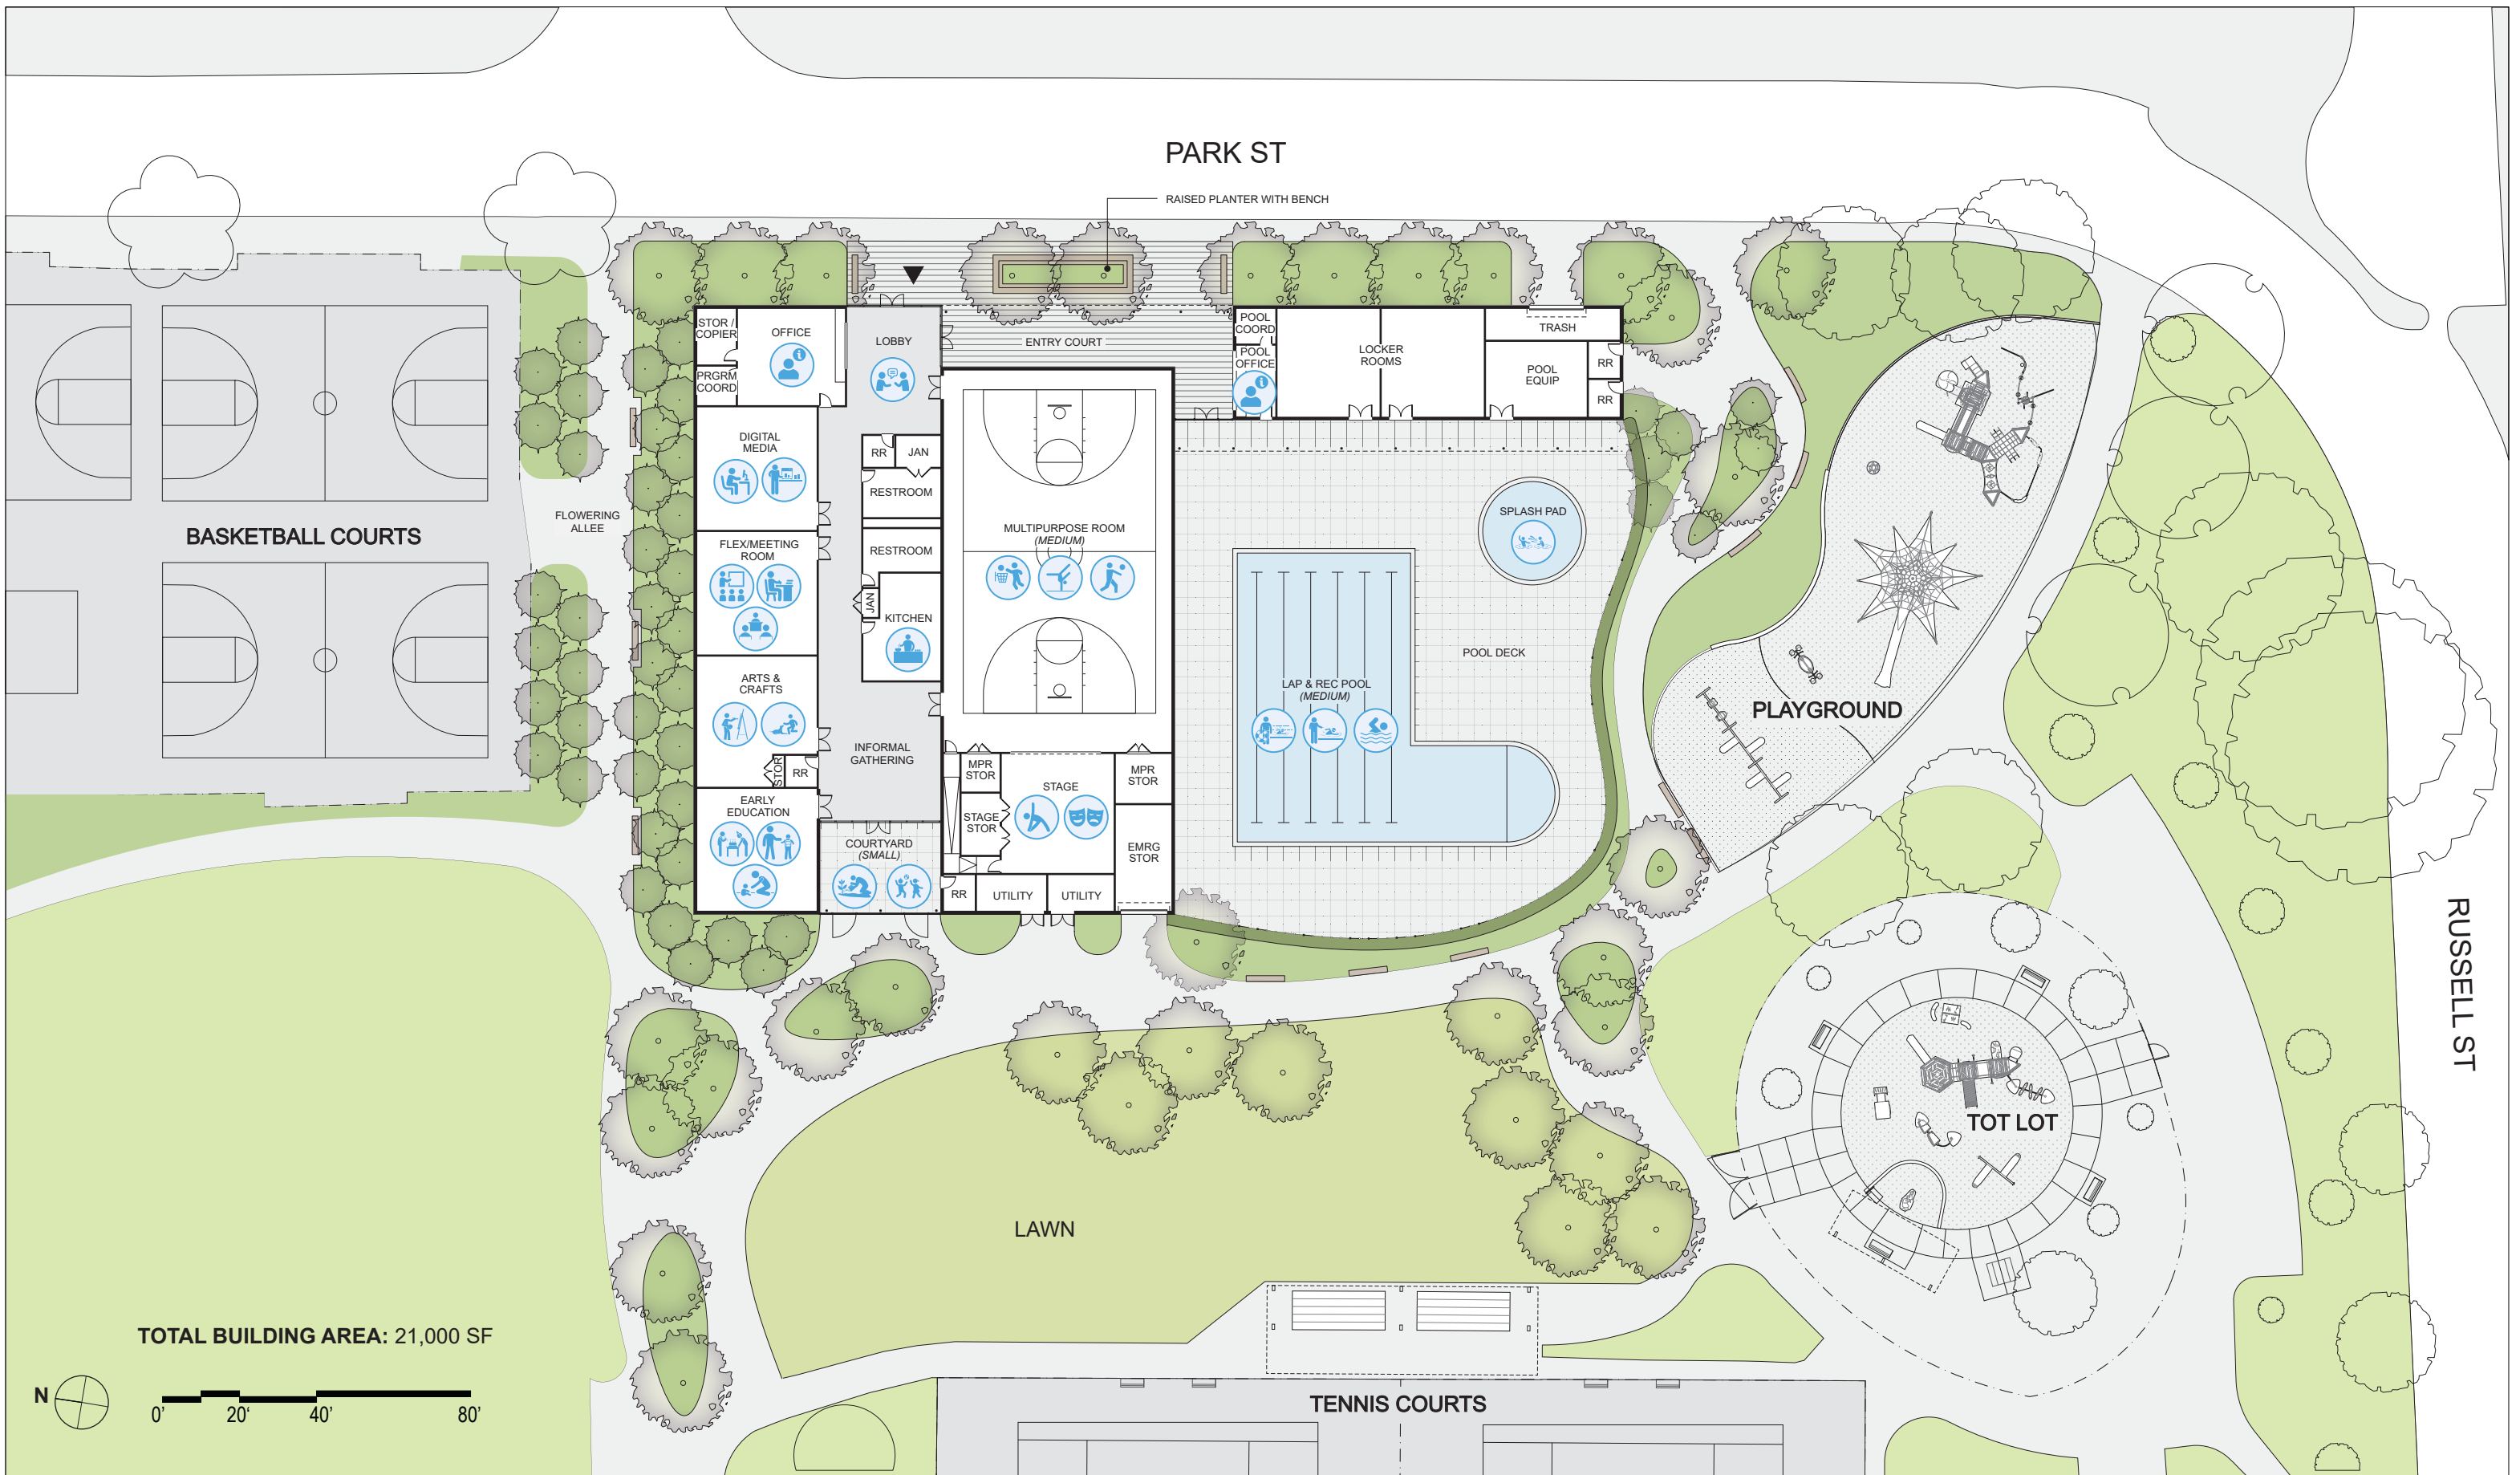 PARK ST
RAISED PLANTER WITH BENCH
STOR /
COPIER
OFFICE
LOBBY
ENTRY COURT
POOL
COORD
POOL
OFFICE
LOCKER
ROOMS
TRASH
POOL
EQUIP
RR
RR
PRGRM
COORD
DIGITAL
MEDIA
RR
JAN
RESTROOM
FLOWERING
ALLEE
BASKETBALL COURTS
FLEX/MEETING
ROOM
RESTROOM
MULTIPURPOSE ROOM
(MEDIUM)
SPLASH PAD
JAN
KITCHEN
POOL DECK
ARTS &
CRAFTS
LAP & REC POOL
(MEDIUM)
PLAYGROUND
INFORMAL
GATHERING
STOR
RR
MPR
STOR
STAGE
MPR
STOR
EARLY
EDUCATION
STAGE
STOR
COURTYARD
(SMALL)
EMRG
STOR
RR
UTILITY
UTILITY
RUSSELL ST
TOT LOT
LAWN
TOTAL BUILDING AREA: 21,000 SF
N
0'
20'
40'
80'
TENNIS COURTS